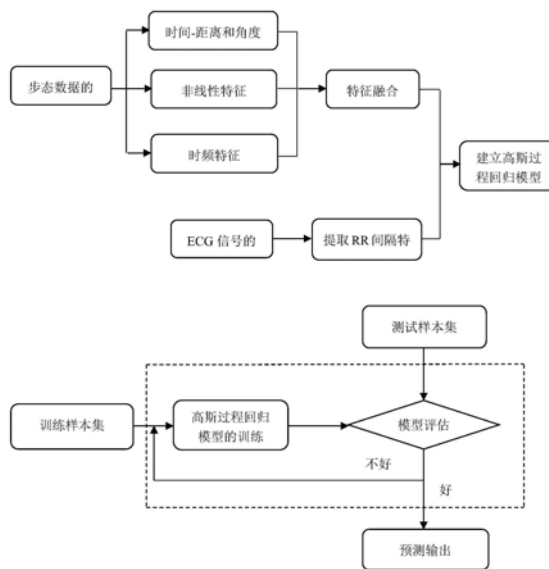 时间-距离和角度
步态数据的
非线性特征
特征融合
时频特征
建立高斯过
程回归模型
ECG 信号的
提取 RR 间隔特
测试样本集
训练样本集
高斯过程回归
模型的训练
模型评估
不好
好
预测输出